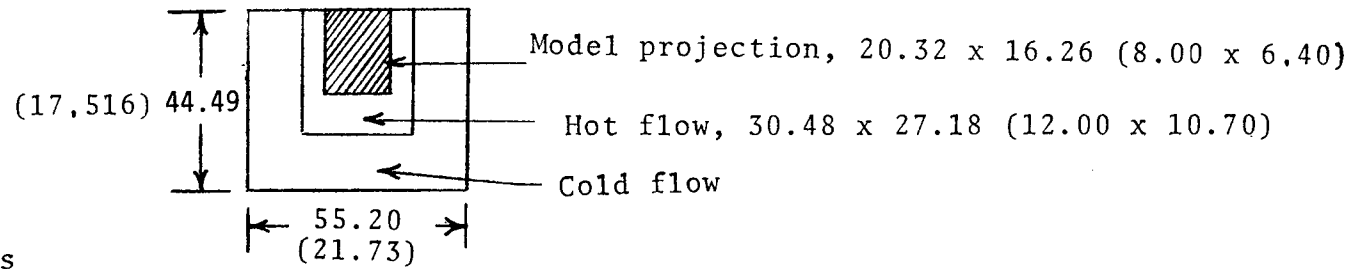 Model projection, 20.32 x 16.26 (8.00 x 6.40)
(17.516) 44.49
Hot flow, 30.48 x 27.18 (12.00 x 10.70)
Cold flow
55.20
(21.73)
s